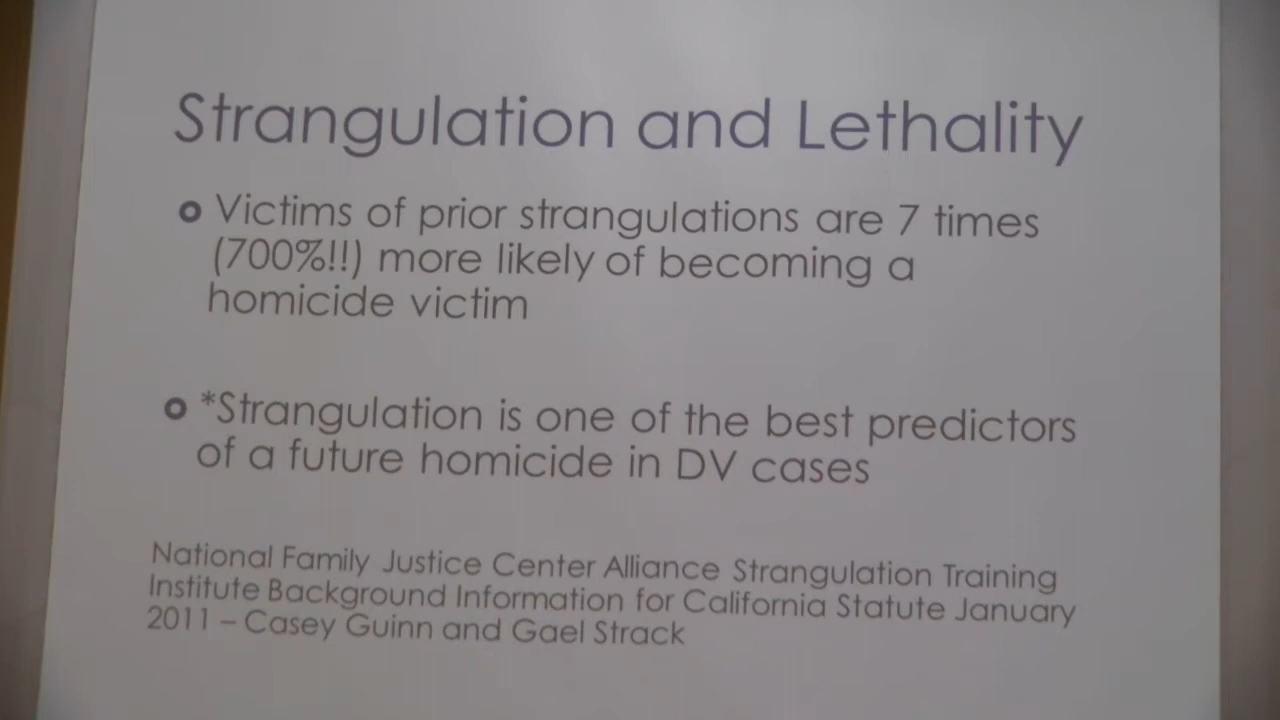 Strangulation and Lethality
Victims of prior strangulations are 7 times
(700%!!) more likely of becoming a
homicide victim
*Strangulation is one of the best predictors
of a future homicide in DV cases
National Family Justice Center Alliance Strangulation Training
Institute Background Information for California Statute January
2011 – Casey Guinn and Gael Strack